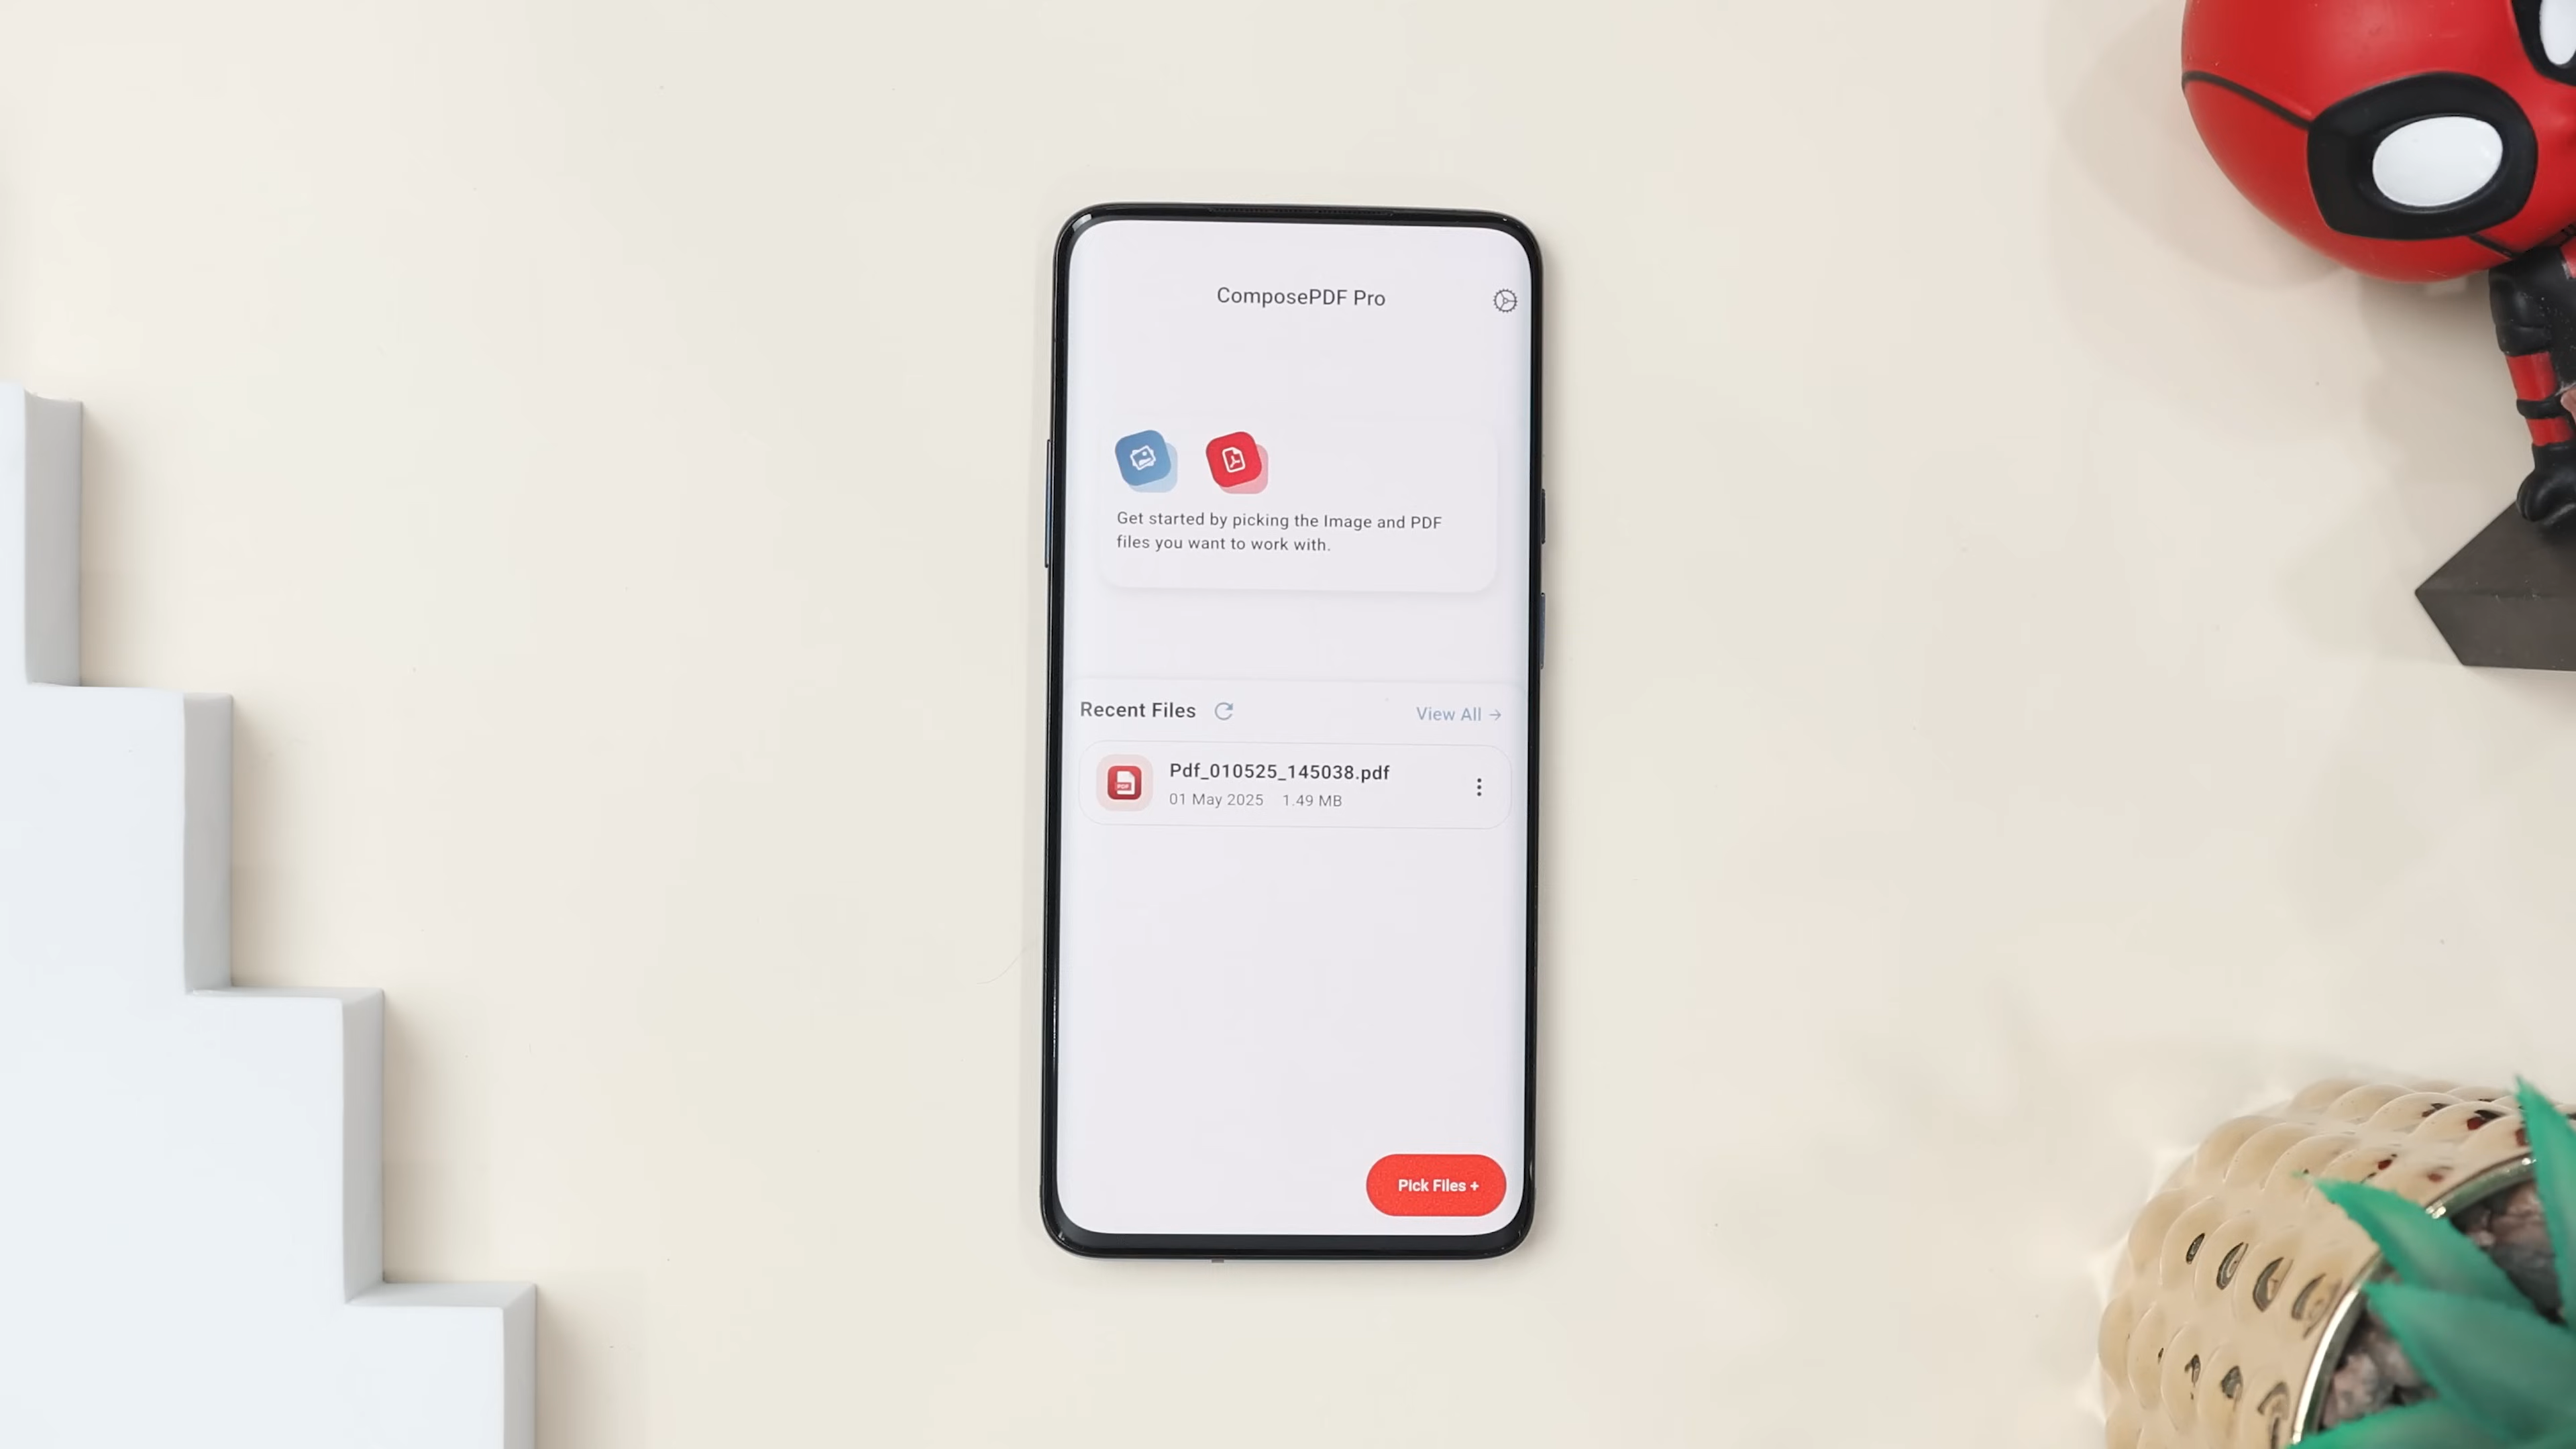 ComposePDF Pro
Get started by picking the Image and PDF
files you want to work with.
Recent Files
View All →
Pdf_010525_145038.pdf
01 May 2025 1.49 MB
Pick Files +